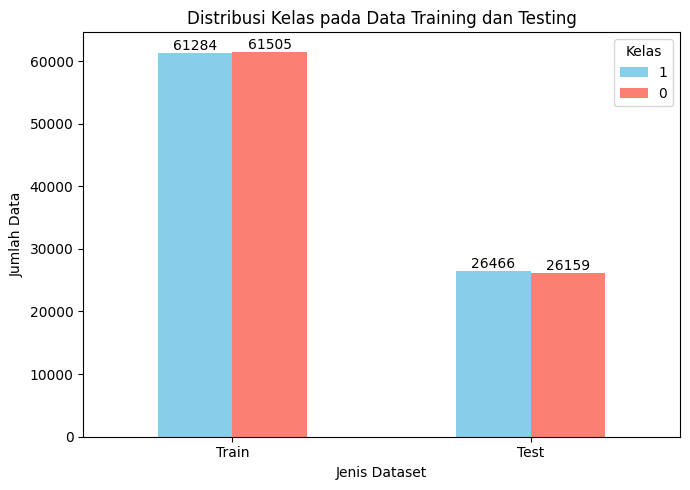 Distribusi Kelas pada Data Training dan Testing
Kelas
1
0
61284
61505
26466
26159
60000
50000
40000
30000
20000
10000
0
Jumlah Data
Train
Test
Jenis Dataset